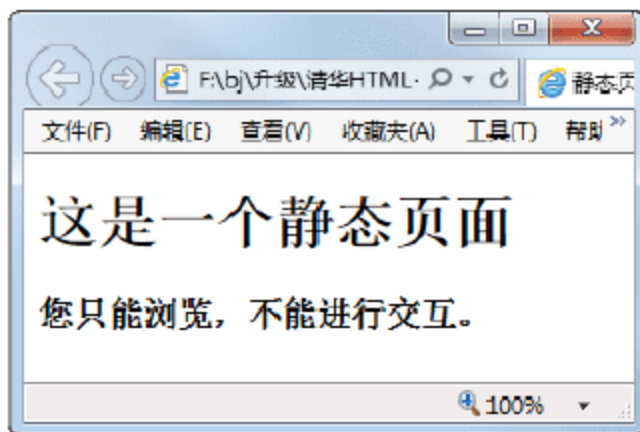 F:\bj\升级\清华HTML
静态页
文件(F) 编辑(E) 查看(V) 收藏夹(A) 工具(T) 帮助
这是一个静态页面
您只能浏览，不能进行交互。
100%